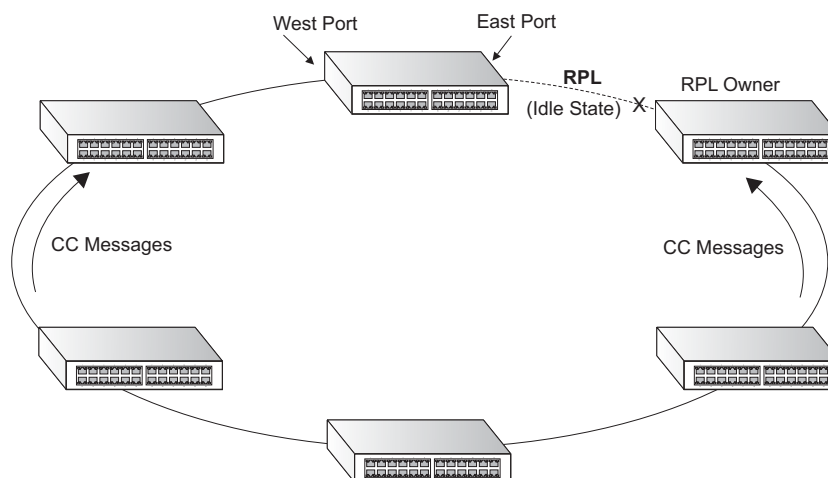 West Port
East Port
RPL
(Idle State)
X
RPL Owner
CC Messages
CC Messages